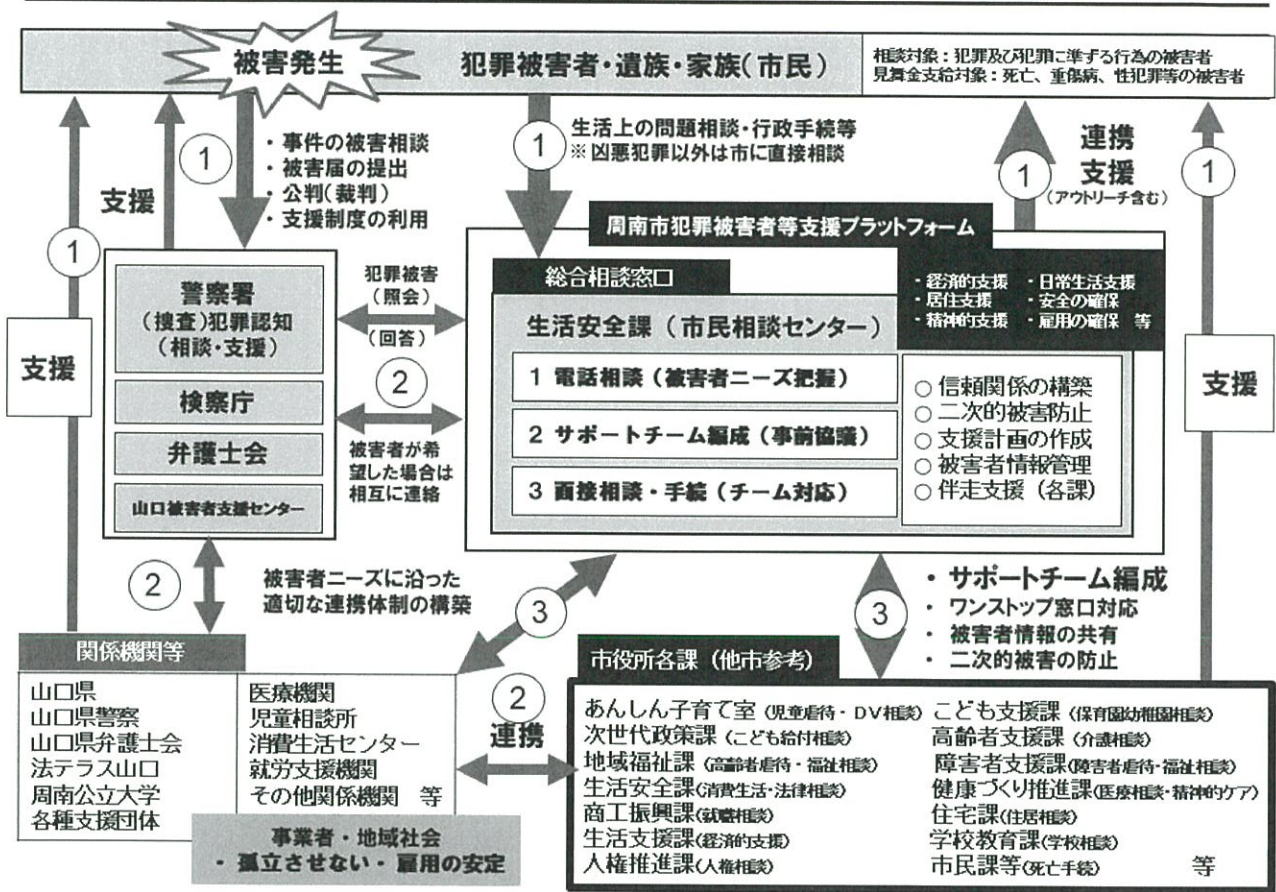 被害発生
犯罪被害者・遺族・家族(市民)
相談対象：犯罪及び犯罪に準ずる行為の被害者
見舞金支給対象：死亡、重傷病、性犯罪等の被害者
①
・事件の被害相談
・被害届の提出
・公判(裁判)
・支援制度の利用
支援
①
生活上の問題相談・行政手続等
※凶悪犯罪以外は市に直接相談
①
連携
支援
(アウトリーチ含む)
①
①
支援
支援
周南市犯罪被害者等支援プラットフォーム
警察署
(捜査)犯罪認知
(相談・支援)
検察庁
弁護士会
山口被害者支援センター
犯罪被害
(照会)
(回答)
②
被害者が希
望した場合は
相互に連絡
総合相談窓口
生活安全課(市民相談センター)
・経済的支援 ・日常生活支援
・居住支援 ・安全の確保
・精神的支援 ・雇用の確保 等
1 電話相談(被害者ニーズ把握)
2 サポートチーム編成(事前協議)
3 面接相談・手続(チーム対応)
○ 信頼関係の構築
○ 二次的被害防止
○ 支援計画の作成
○ 被害者情報管理
○ 伴走支援(各課)
②
被害者ニーズに沿った
適切な連携体制の構築
③
③
・サポートチーム編成
・ワンストップ窓口対応
・被害者情報の共有
・二次的被害の防止
関係機関等
山口県
山口県警察
山口県弁護士会
法テラス山口
周南公立大学
各種支援団体
医療機関
児童相談所
消費生活センター
就労支援機関
その他関係機関 等
事業者・地域社会
・孤立させない・雇用の安定
②
連携
市役所各課(他市参考)
あんしん子育て室(児童虐待・DV相談)
次世代政策課(こども給付相談)
地域福祉課(高齢者虐待・福祉相談)
生活安全課(消費生活・法律相談)
商工振興課(就職相談)
生活支援課(経済的支援)
人権推進課(人権相談)
こども支援課(保育園幼稚園相談)
高齢者支援課(介護相談)
障害者支援課(障害者虐待・福祉相談)
健康づくり推進課(医療相談・精神的ケア)
住宅課(住居相談)
学校教育課(学校相談)
市民課等(死亡手続) 等